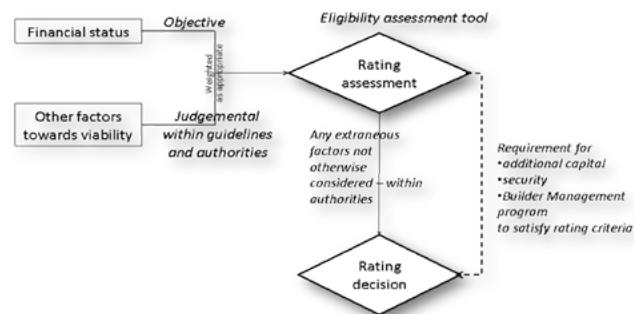 Objective
Eligibility assessment tool
Financial status
Weighted
as appropriate
Rating
assessment
Other factors
towards viability
Judgemental
within guidelines
and authorities
Any extraneous
factors not
otherwise
considered – within
authorities
Requirement for
•additional capital
•security
•Builder Management
program
to satisfy rating criteria
Rating
decision